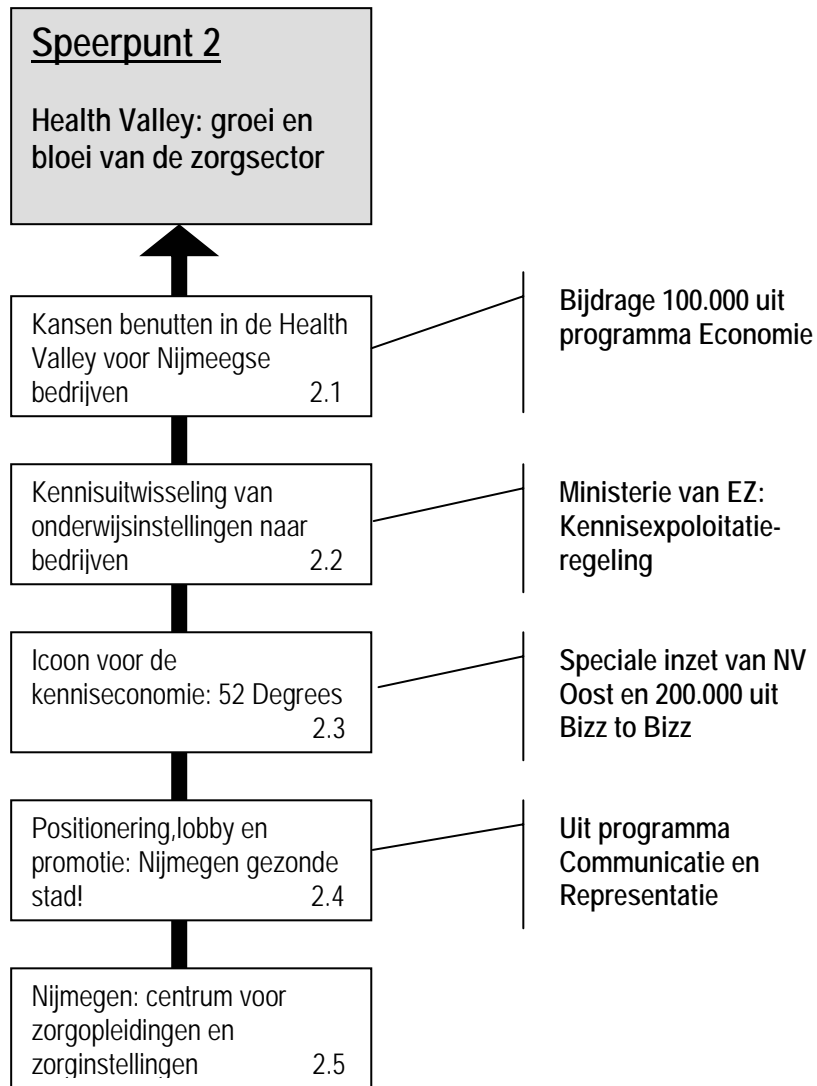 Speerpunt 2
Health Valley: groei en
bloei van de zorgsector
Kansen benutten in de Health
Valley voor Nijmeegse
bedrijven 2.1
Bijdrage 100.000 uit
programma Economie
Kennisuitwisseling van
onderwijsinstellingen naar
bedrijven 2.2
Ministerie van EZ:
Kennisexpoloitatie-
regeling
Icoon voor de
kenniseconomie: 52 Degrees
2.3
Speciale inzet van NV
Oost en 200.000 uit
Bizz to Bizz
Positionering,lobby en
promotie: Nijmegen gezonde
stad! 2.4
Uit programma
Communicatie en
Representatie
Nijmegen: centrum voor
zorgopleidingen en
zorginstellingen 2.5